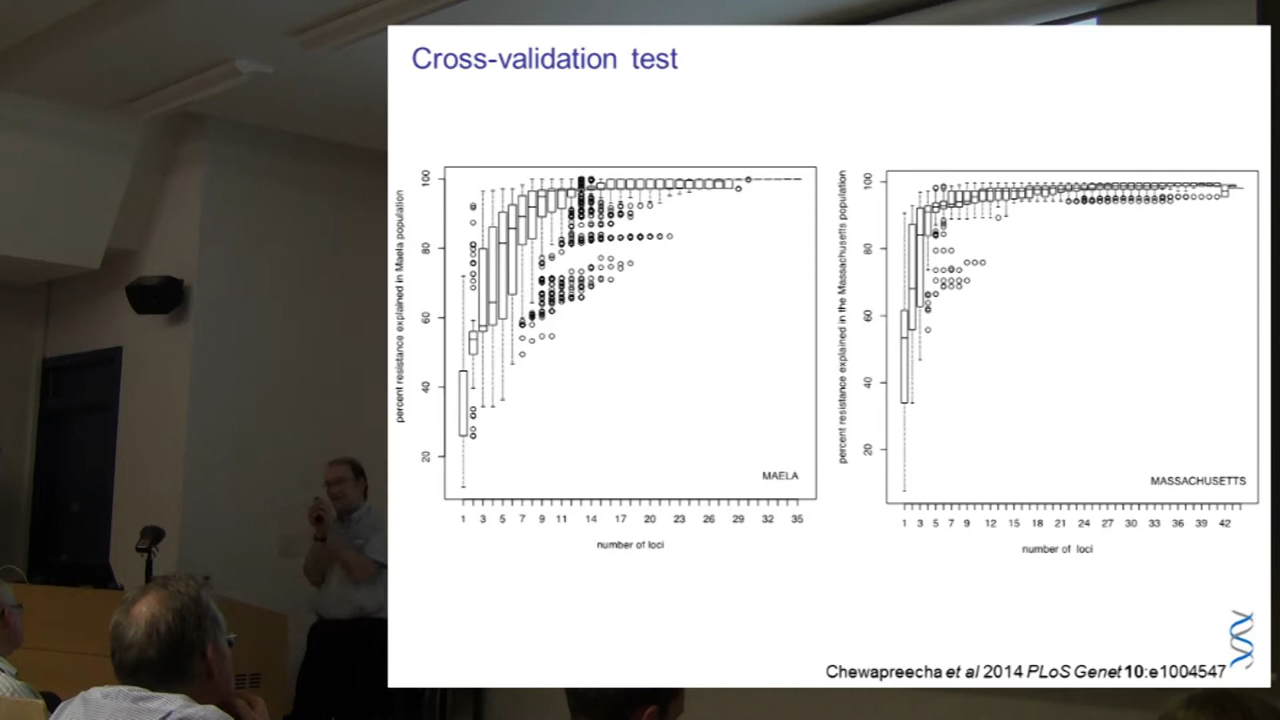 Cross-validation test
percent resistance explained in Maela population
100
80
60
40
20
MAELA
1 3 5 7 9 11 14 17 20 23 26 29 32 35
number of loci
percent resistance explained in the Massachusetts population
100
80
60
40
20
MASSACHUSETTS
1 3 5 7 9 12 15 18 21 24 27 30 33 36 39 42
number of loci
Chewapreecha et al 2014 PLoS Genet 10:e1004547